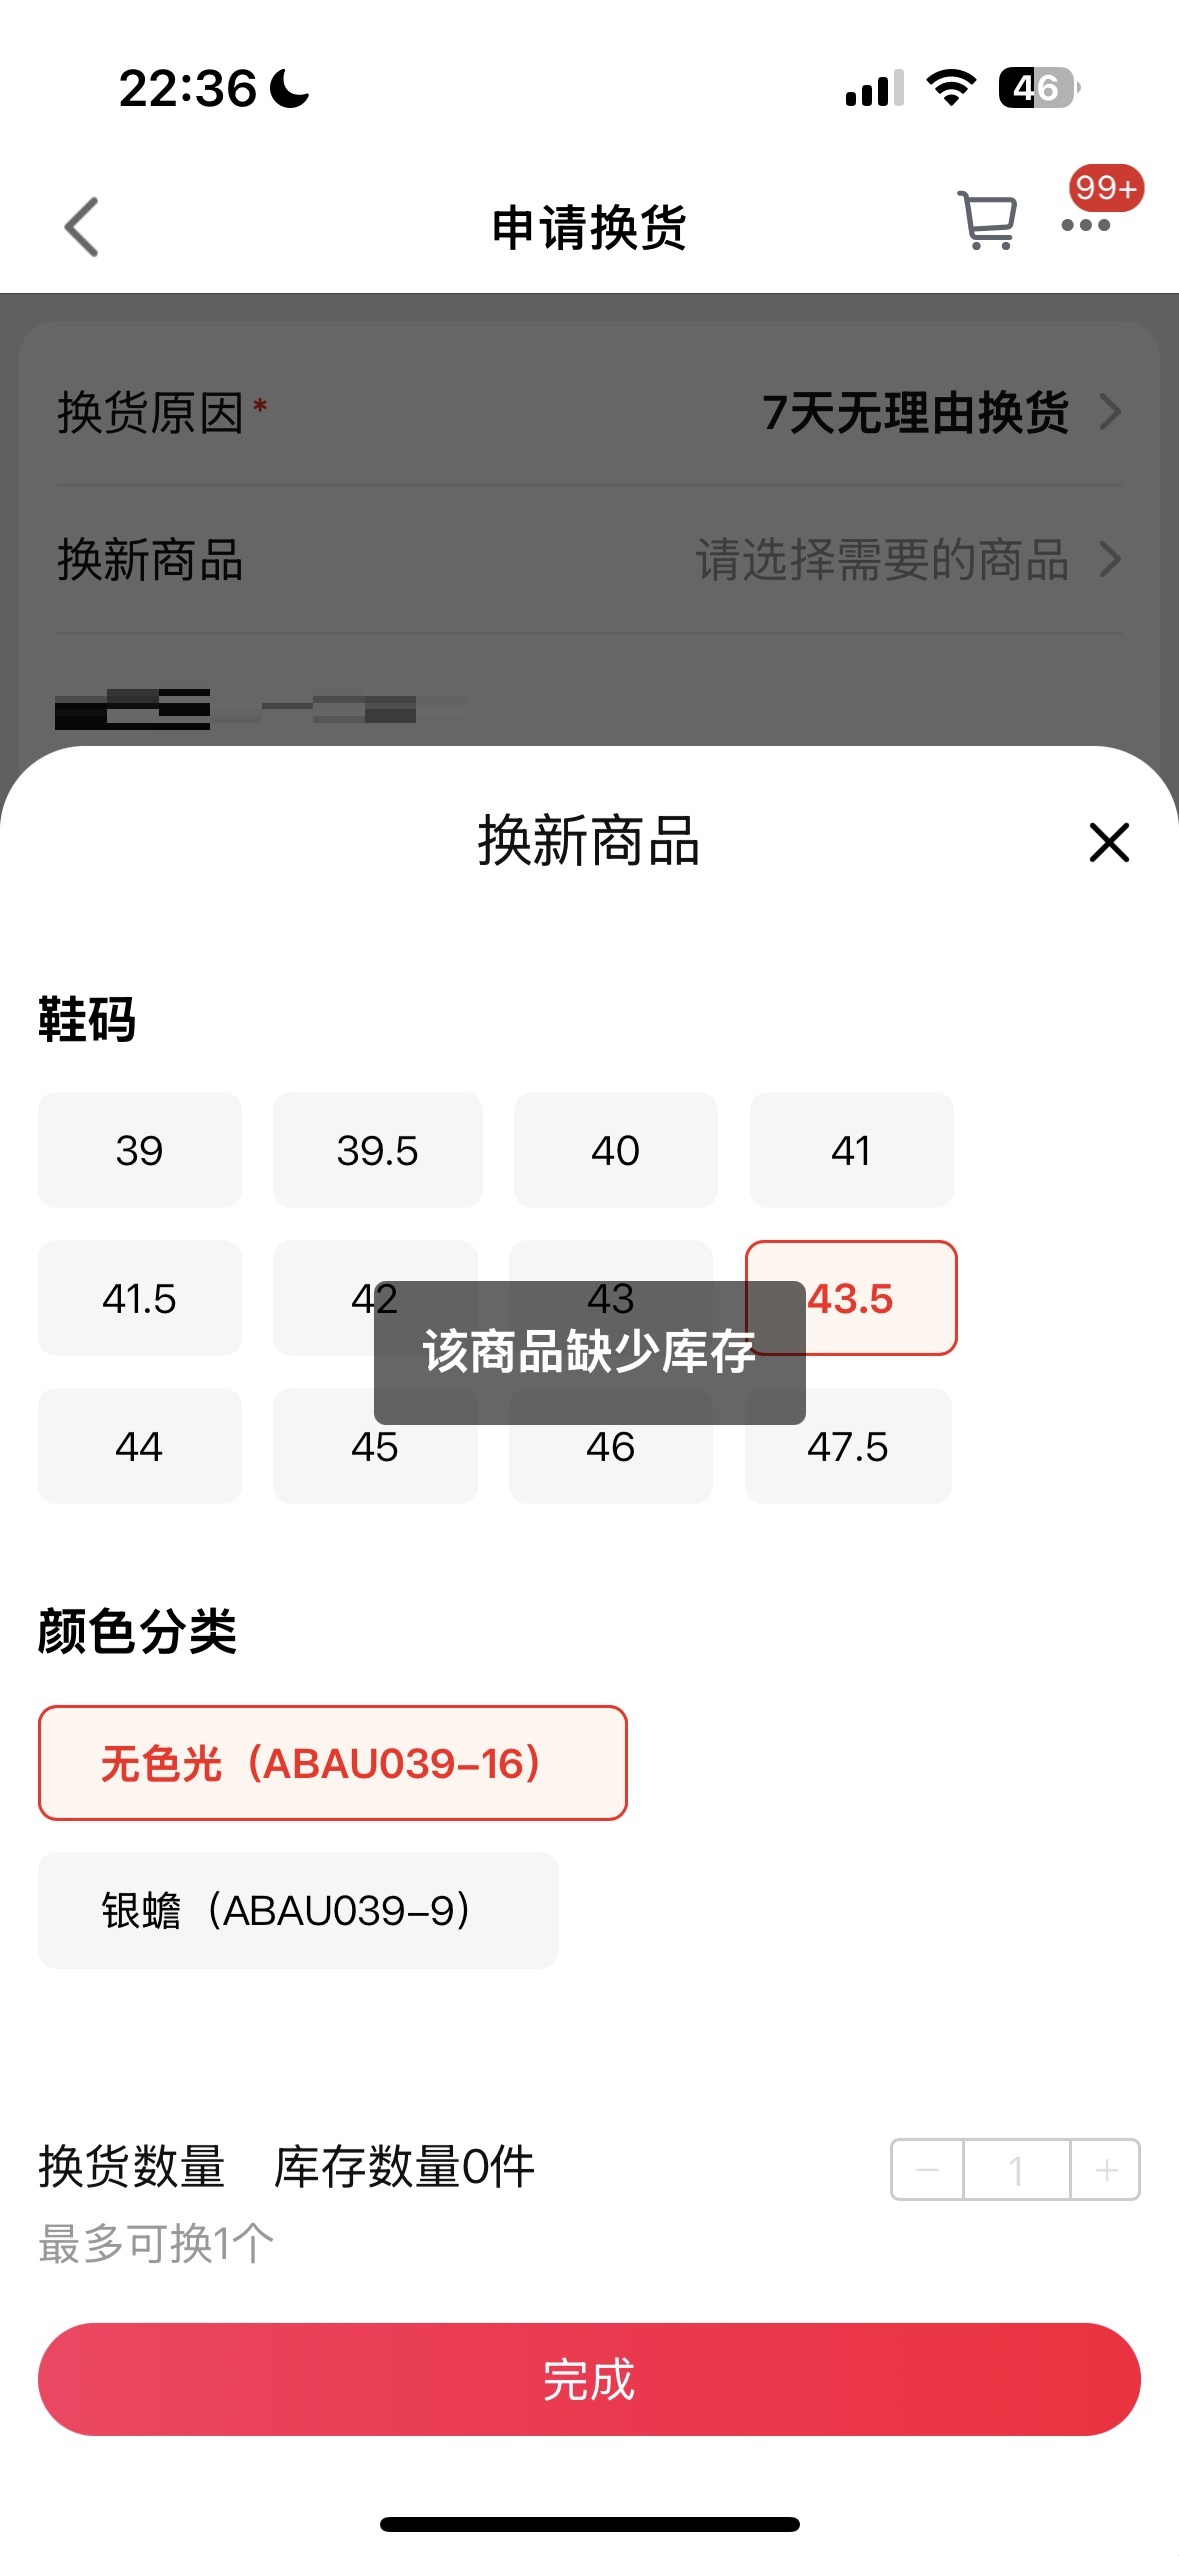 22:36
46
申请换货
99+
换货原因*
7天无理由换货
换新商品
请选择需要的商品
换新商品
鞋码
39 39.5 40 41
41.5 42 43 43.5
该商品缺少库存
44 45 46 47.5
颜色分类
无色光（ABAU039-16）
银蟾（ABAU039-9）
换货数量 库存数量0件
— 1 +
最多可换1个
完成